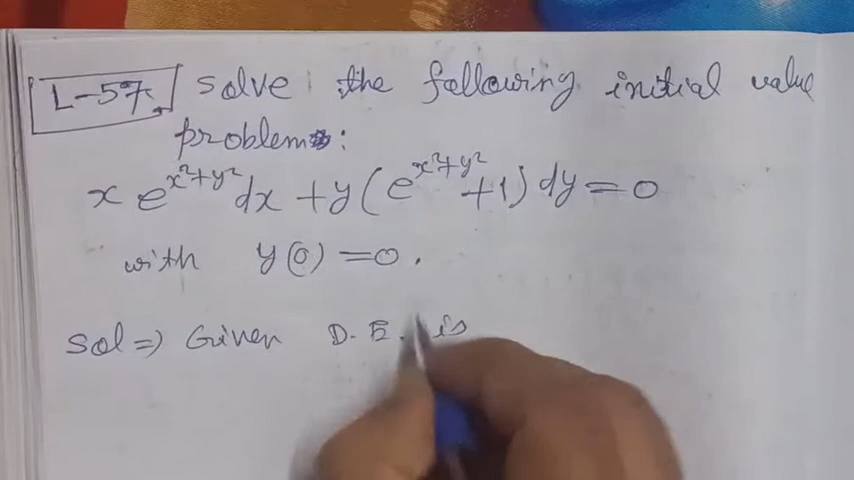 L-57. solve the following initial value
problem:
x e^{x²+y²} dx + y (e^{x²+y²} + 1) dy = 0
with y(0) = 0.
Sol => Given D.E. is